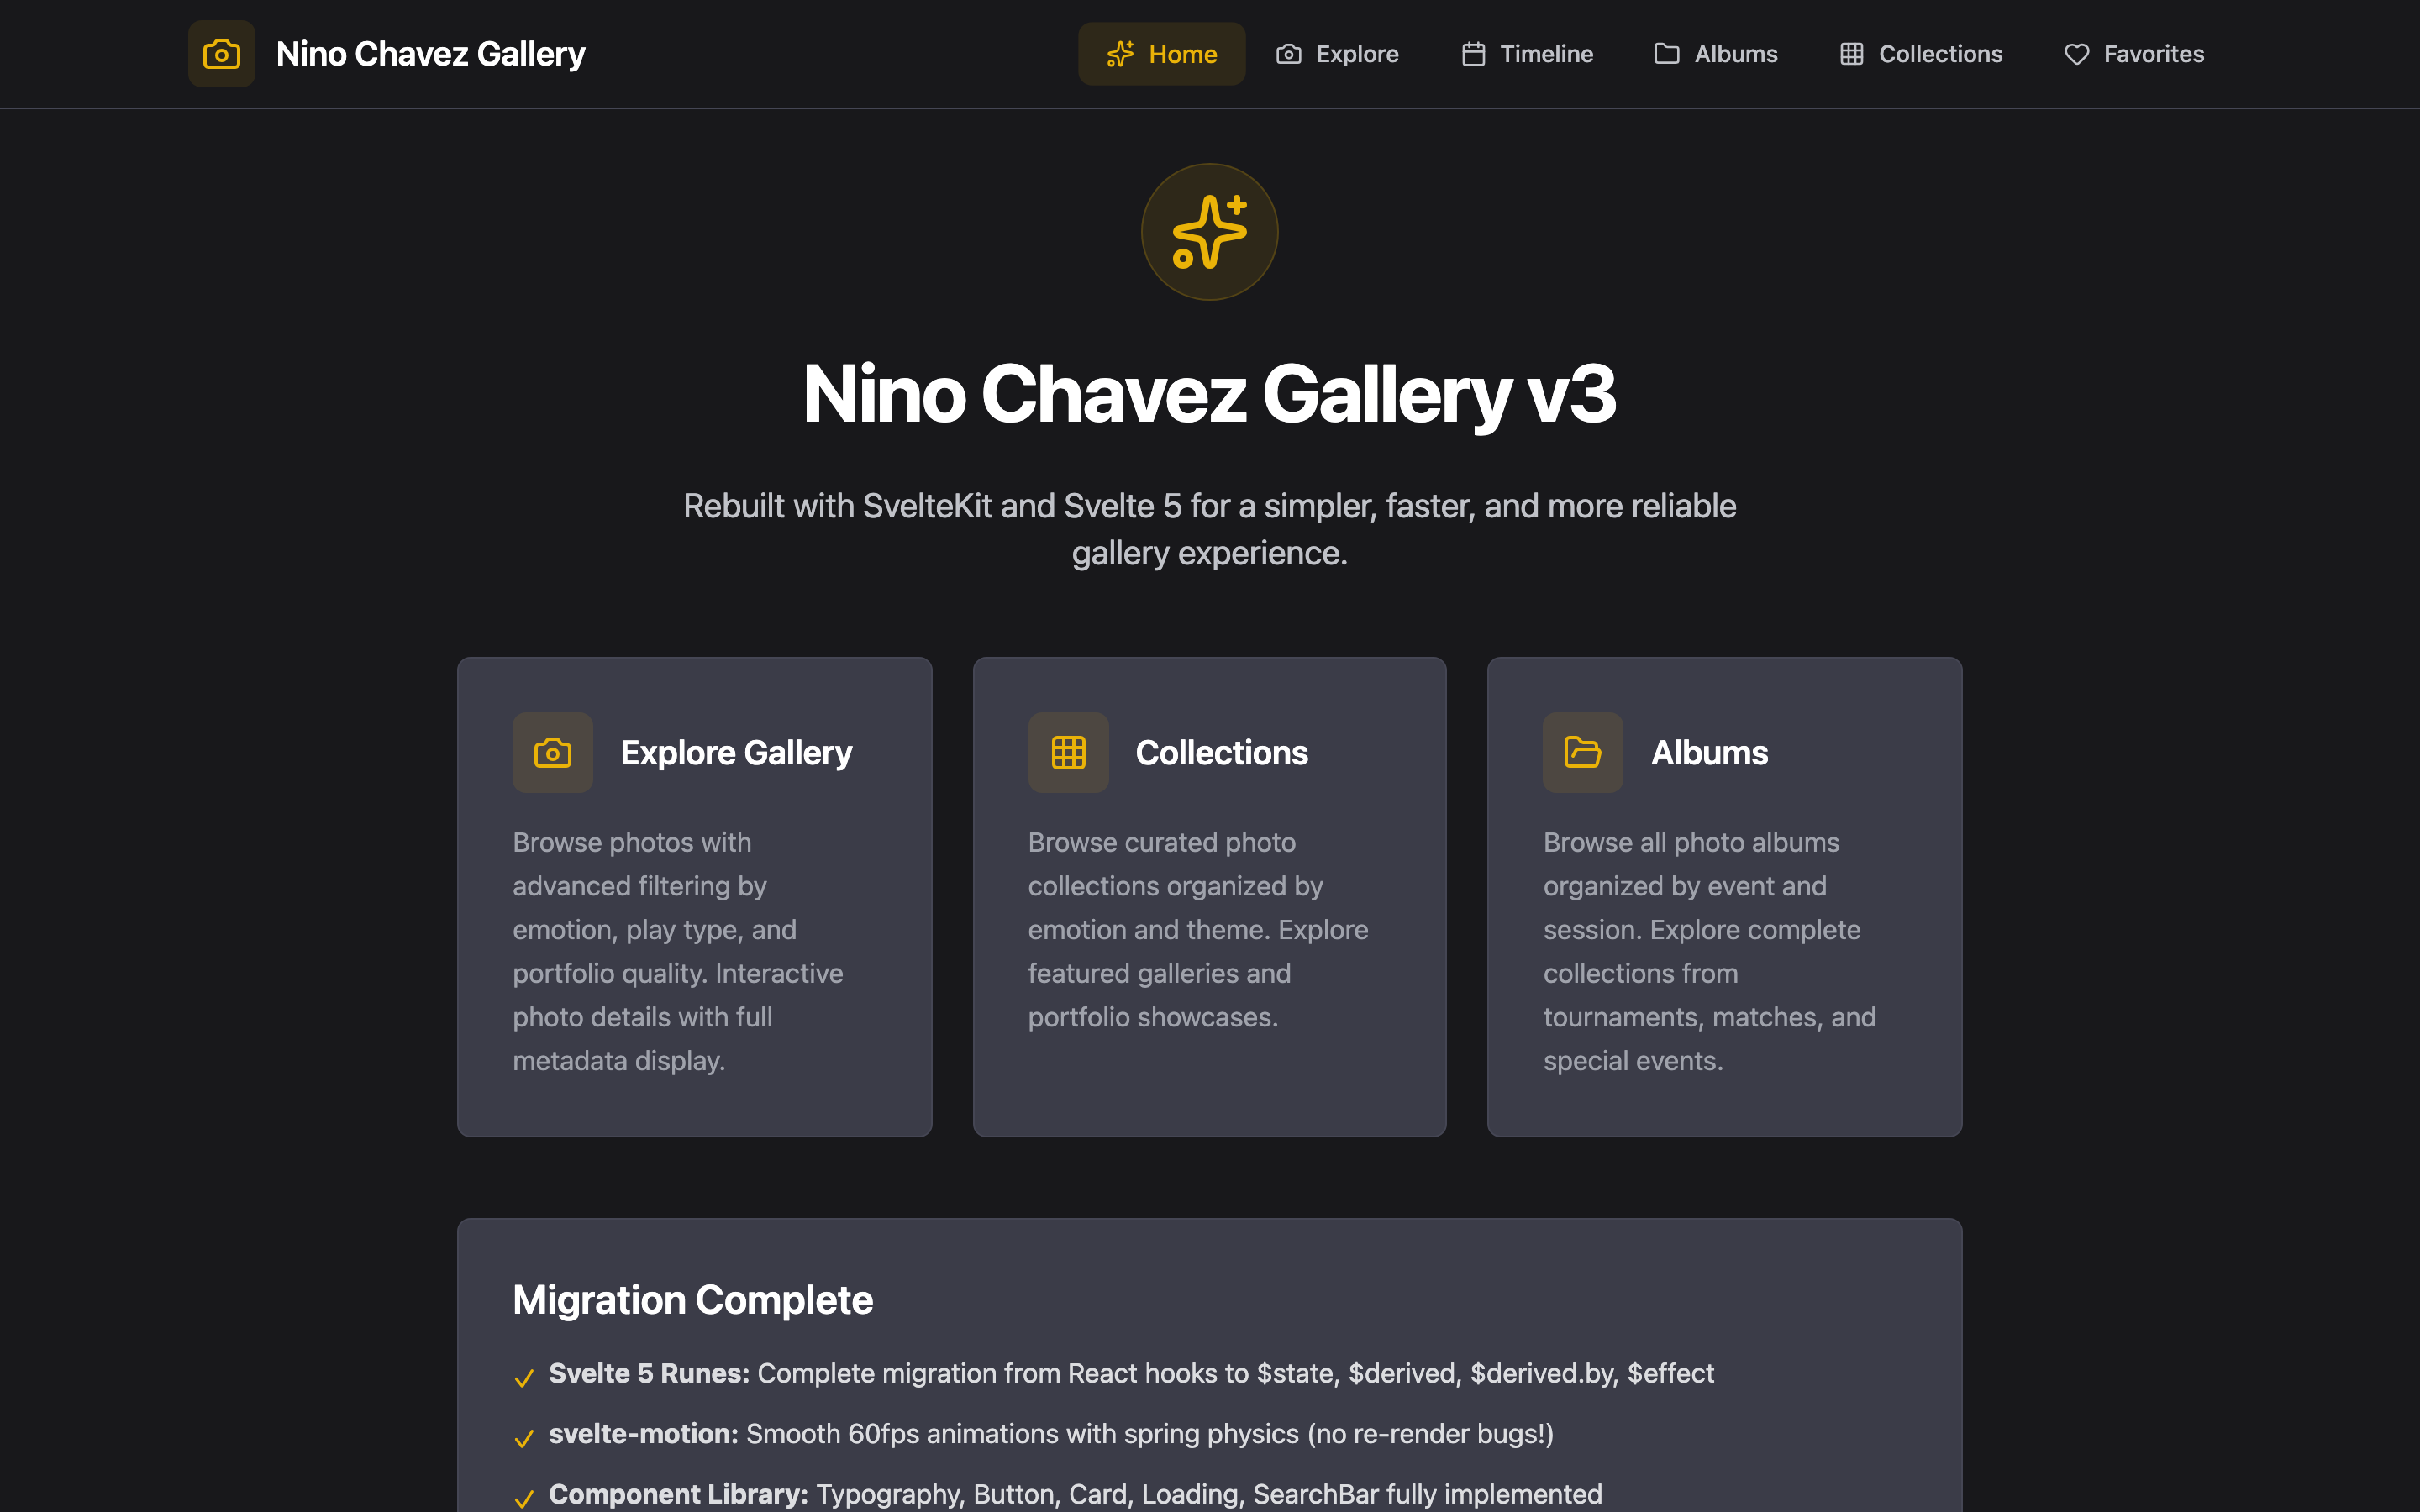 Nino Chavez Gallery
Home
Explore
Timeline
Albums
Collections
Favorites
Nino Chavez Gallery v3
Rebuilt with SvelteKit and Svelte 5 for a simpler, faster, and more reliable
gallery experience.
Explore Gallery
Browse photos with
advanced filtering by
emotion, play type, and
portfolio quality. Interactive
photo details with full
metadata display.
Collections
Browse curated photo
collections organized by
emotion and theme. Explore
featured galleries and
portfolio showcases.
Albums
Browse all photo albums
organized by event and
session. Explore complete
collections from
tournaments, matches, and
special events.
Migration Complete
✓ Svelte 5 Runes: Complete migration from React hooks to $state, $derived, $derived.by, $effect
✓ svelte-motion: Smooth 60fps animations with spring physics (no re-render bugs!)
✓ Component Library: Typography, Button, Card, Loading, SearchBar fully implemented